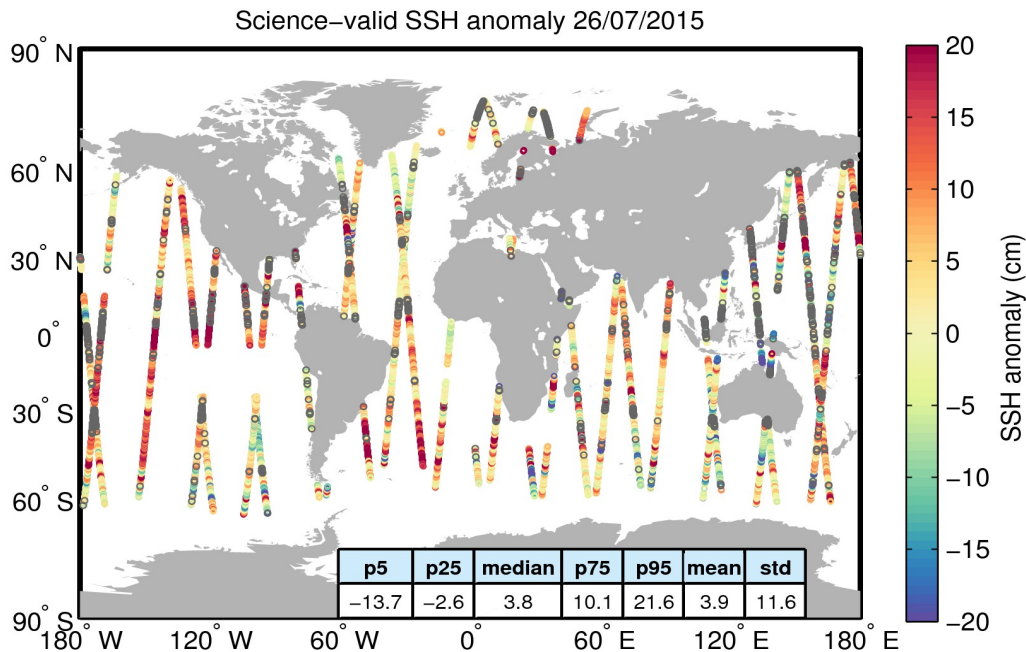 Science−valid SSH anomaly 26/07/2015
90° N
60° N
30° N
0°
30° S
60° S
90° S
180° W 120° W 60° W 0° 60° E 120° E 180° E
p5 p25 median p75 p95 mean std
−13.7 −2.6 3.8 10.1 21.6 3.9 11.6
20
15
10
5
0
−5
−10
−15
−20
SSH anomaly (cm)